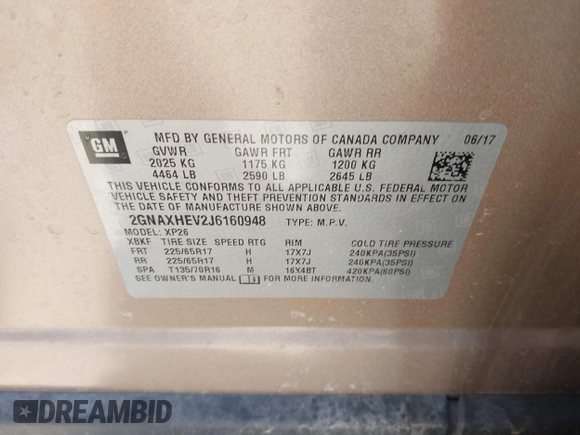 GM
MFD BY GENERAL MOTORS OF CANADA COMPANY 06/17
GVWR GAWR FRT GAWR RR
2025 KG 1175 KG 1200 KG
4464 LB 2590 LB 2645 LB
THIS VEHICLE CONFORMS TO ALL APPLICABLE U.S. FEDERAL MOTOR
VEHICLE SAFETY AND THEFT PREVENTION STANDARDS IN EFFECT ON
THE DATE OF MANUFACTURE SHOWN ABOVE.
2GNAXHEV2J6160948 TYPE: M.P.V.
MODEL: XP26
XBKF TIRE SIZE SPEED RTG RIM COLD TIRE PRESSURE
FRT 225/65R17 H 17X7J 240KPA(35PSI)
RR 225/65R17 H 17X7J 240KPA(35PSI)
SPA T135/70R16 M 16X4BT 420KPA(60PSI)
SEE OWNER'S MANUAL FOR MORE INFORMATION.
DREAMBID